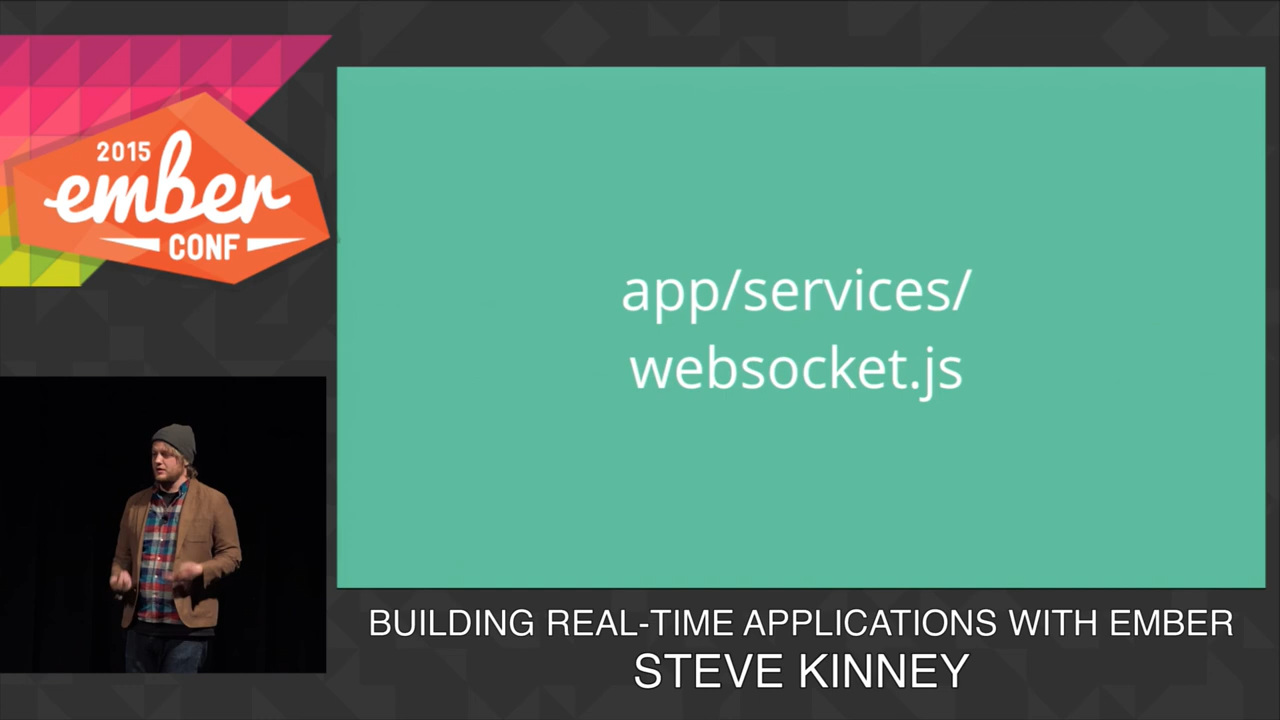 2015
ember
CONF
app/services/
websocket.js
BUILDING REAL-TIME APPLICATIONS WITH EMBER
STEVE KINNEY